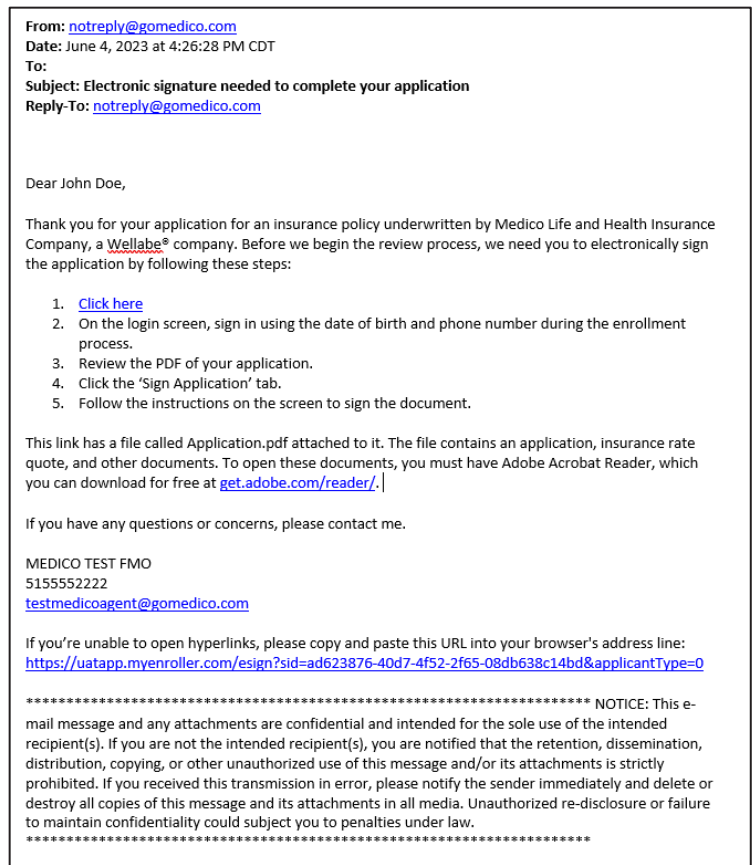 From: notreply@gomedico.com
Date: June 4, 2023 at 4:26:28 PM CDT
To:
Subject: Electronic signature needed to complete your application
Reply-To: notreply@gomedico.com
Dear John Doe,
Thank you for your application for an insurance policy underwritten by Medico Life and Health Insurance
Company, a Wellabe® company. Before we begin the review process, we need you to electronically sign
the application by following these steps:
1. Click here
2. On the login screen, sign in using the date of birth and phone number during the enrollment
process.
3. Review the PDF of your application.
4. Click the ‘Sign Application’ tab.
5. Follow the instructions on the screen to sign the document.
This link has a file called Application.pdf attached to it. The file contains an application, insurance rate
quote, and other documents. To open these documents, you must have Adobe Acrobat Reader, which
you can download for free at get.adobe.com/reader/.
If you have any questions or concerns, please contact me.
MEDICO TEST FMO
5155552222
testmedicoagent@gomedico.com
If you’re unable to open hyperlinks, please copy and paste this URL into your browser's address line:
https://uatapp.myenroller.com/esign?sid=ad623876-40d7-4f52-2f65-08db638c14bd&applicantType=0
********************************************************************** NOTICE: This e-
mail message and any attachments are confidential and intended for the sole use of the intended
recipient(s). If you are not the intended recipient(s), you are notified that the retention, dissemination,
distribution, copying, or other unauthorized use of this message and/or its attachments is strictly
prohibited. If you received this transmission in error, please notify the sender immediately and delete or
destroy all copies of this message and its attachments in all media. Unauthorized re-disclosure or failure
to maintain confidentiality could subject you to penalties under law.
**********************************************************************